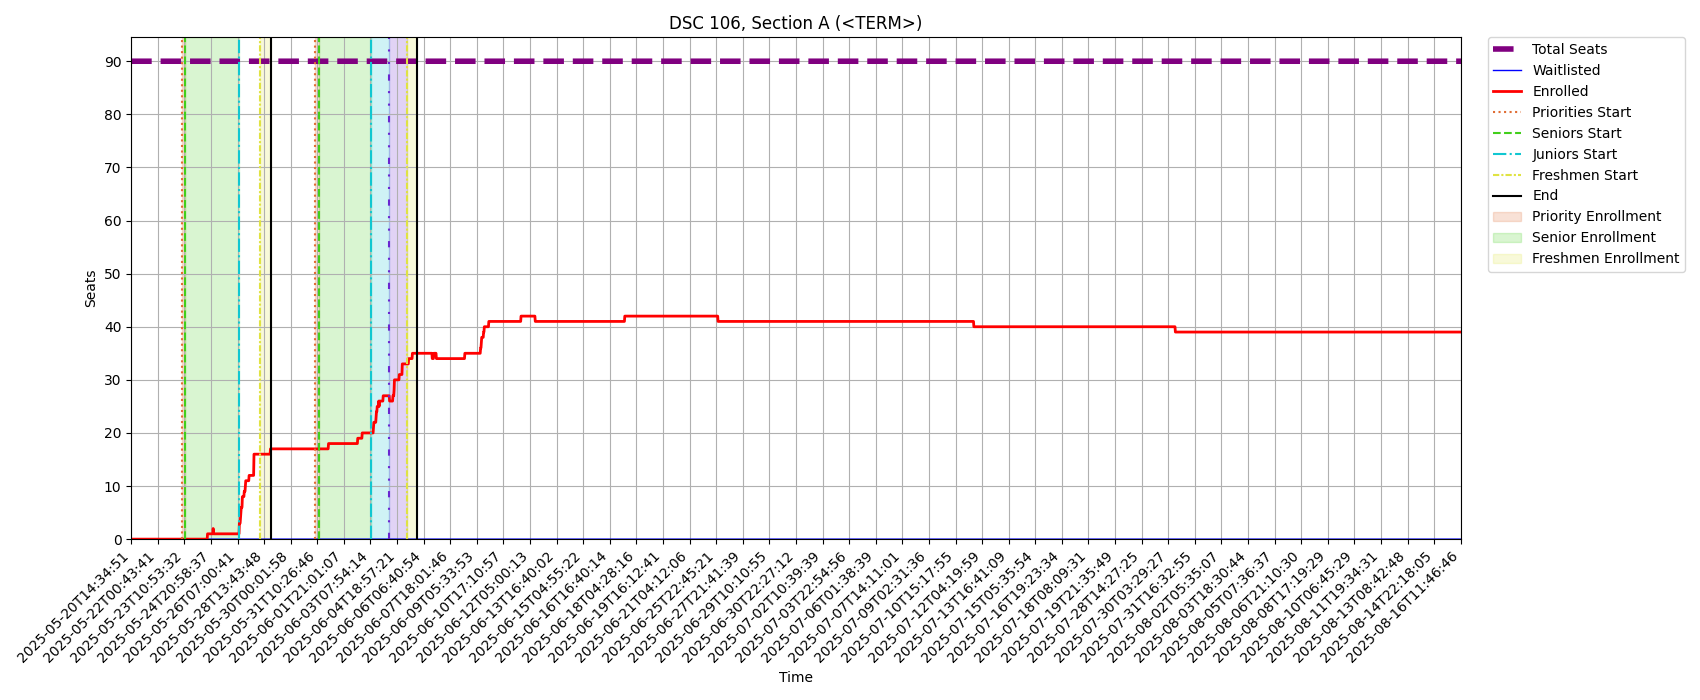 DSC 106, Section A (<TERM>)
Total Seats
Waitlisted
Enrolled
Priorities Start
Seniors Start
Juniors Start
Freshmen Start
End
Priority Enrollment
Senior Enrollment
Freshmen Enrollment
Seats
90
80
70
60
50
40
30
20
10
0
2025-05-20T14:34:51
2025-05-22T00:43:41
2025-05-23T10:53:32
2025-05-24T20:58:37
2025-05-26T07:00:41
2025-05-28T13:43:48
2025-05-30T00:01:58
2025-05-31T10:26:46
2025-06-01T21:01:07
2025-06-03T07:54:14
2025-06-04T18:57:21
2025-06-06T06:40:54
2025-06-07T18:01:46
2025-06-09T05:33:53
2025-06-10T17:10:57
2025-06-12T05:00:13
2025-06-13T16:40:02
2025-06-15T04:55:22
2025-06-16T16:40:14
2025-06-18T04:28:16
2025-06-19T16:12:41
2025-06-21T04:12:06
2025-06-25T22:45:21
2025-06-27T21:41:39
2025-06-29T10:10:55
2025-06-30T22:27:12
2025-07-02T10:39:39
2025-07-03T22:54:56
2025-07-06T01:38:39
2025-07-07T14:11:01
2025-07-09T02:31:36
2025-07-10T15:17:55
2025-07-12T04:19:59
2025-07-13T16:41:09
2025-07-15T05:35:54
2025-07-16T19:23:34
2025-07-18T08:09:31
2025-07-19T21:35:49
2025-07-28T14:27:25
2025-07-30T03:29:27
2025-07-31T16:32:55
2025-08-02T05:35:07
2025-08-03T18:30:44
2025-08-05T07:36:37
2025-08-06T21:10:30
2025-08-08T17:19:29
2025-08-10T06:45:29
2025-08-11T19:34:31
2025-08-13T08:42:48
2025-08-14T22:18:05
2025-08-16T11:46:46
Time